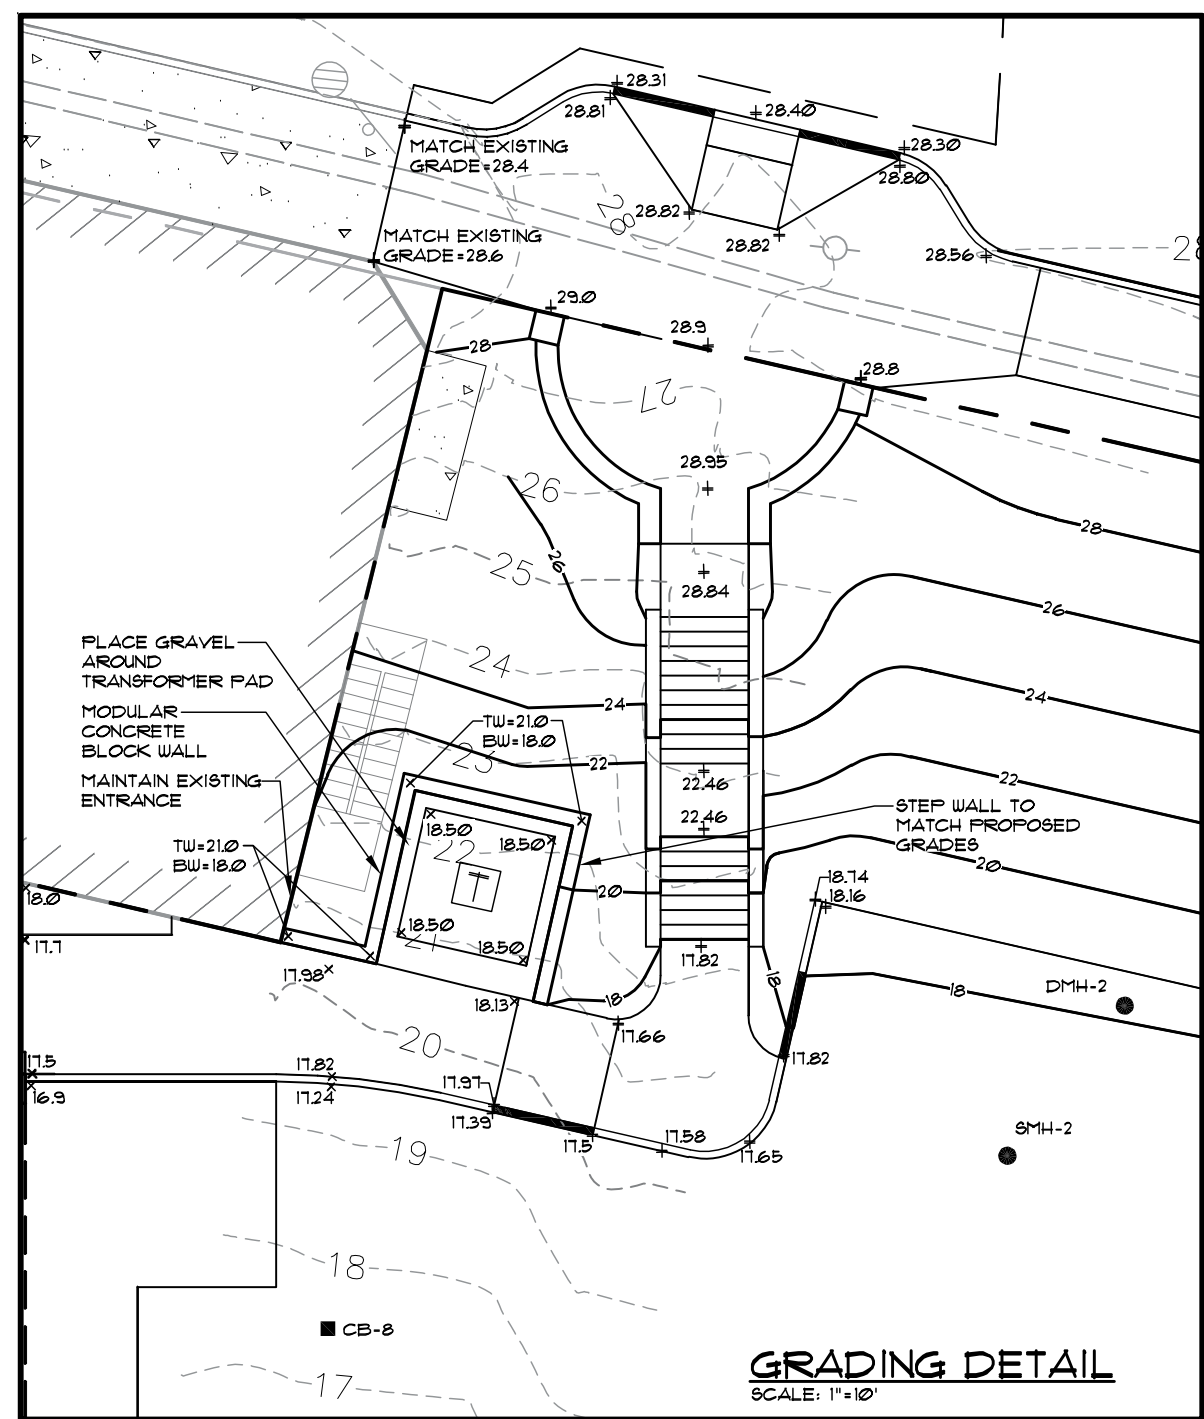 28.31
28.81
28.40
28.30
28.80
MATCH EXISTING
GRADE=28.4
28
28.82
28.82
MATCH EXISTING
GRADE=28.6
28.56
28
29.0
28.9
28
28.8
27
28.95
26
28
26
25
28.84
26
PLACE GRAVEL
AROUND
TRANSFORMER PAD
24
24
24
MODULAR
CONCRETE
BLOCK WALL
TW=21.0
BW=18.0
23
22
22
22.46
MAINTAIN EXISTING
ENTRANCE
STEP WALL TO
MATCH PROPOSED
GRADES
22.46
18.50
18.50
22
TW=21.0
BW=18.0
20
20
T
18.74
18.16
18.0
18.50
18.50
21
17.7
17.82
17.98
18
18
18
DMH-2
18.13
17.66
20
17.5
17.82
17.82
17.97
16.9
17.24
17.39
17.5
17.58
17.65
SMH-2
19
18
CB-8
17
GRADING DETAIL
SCALE: 1"=10'